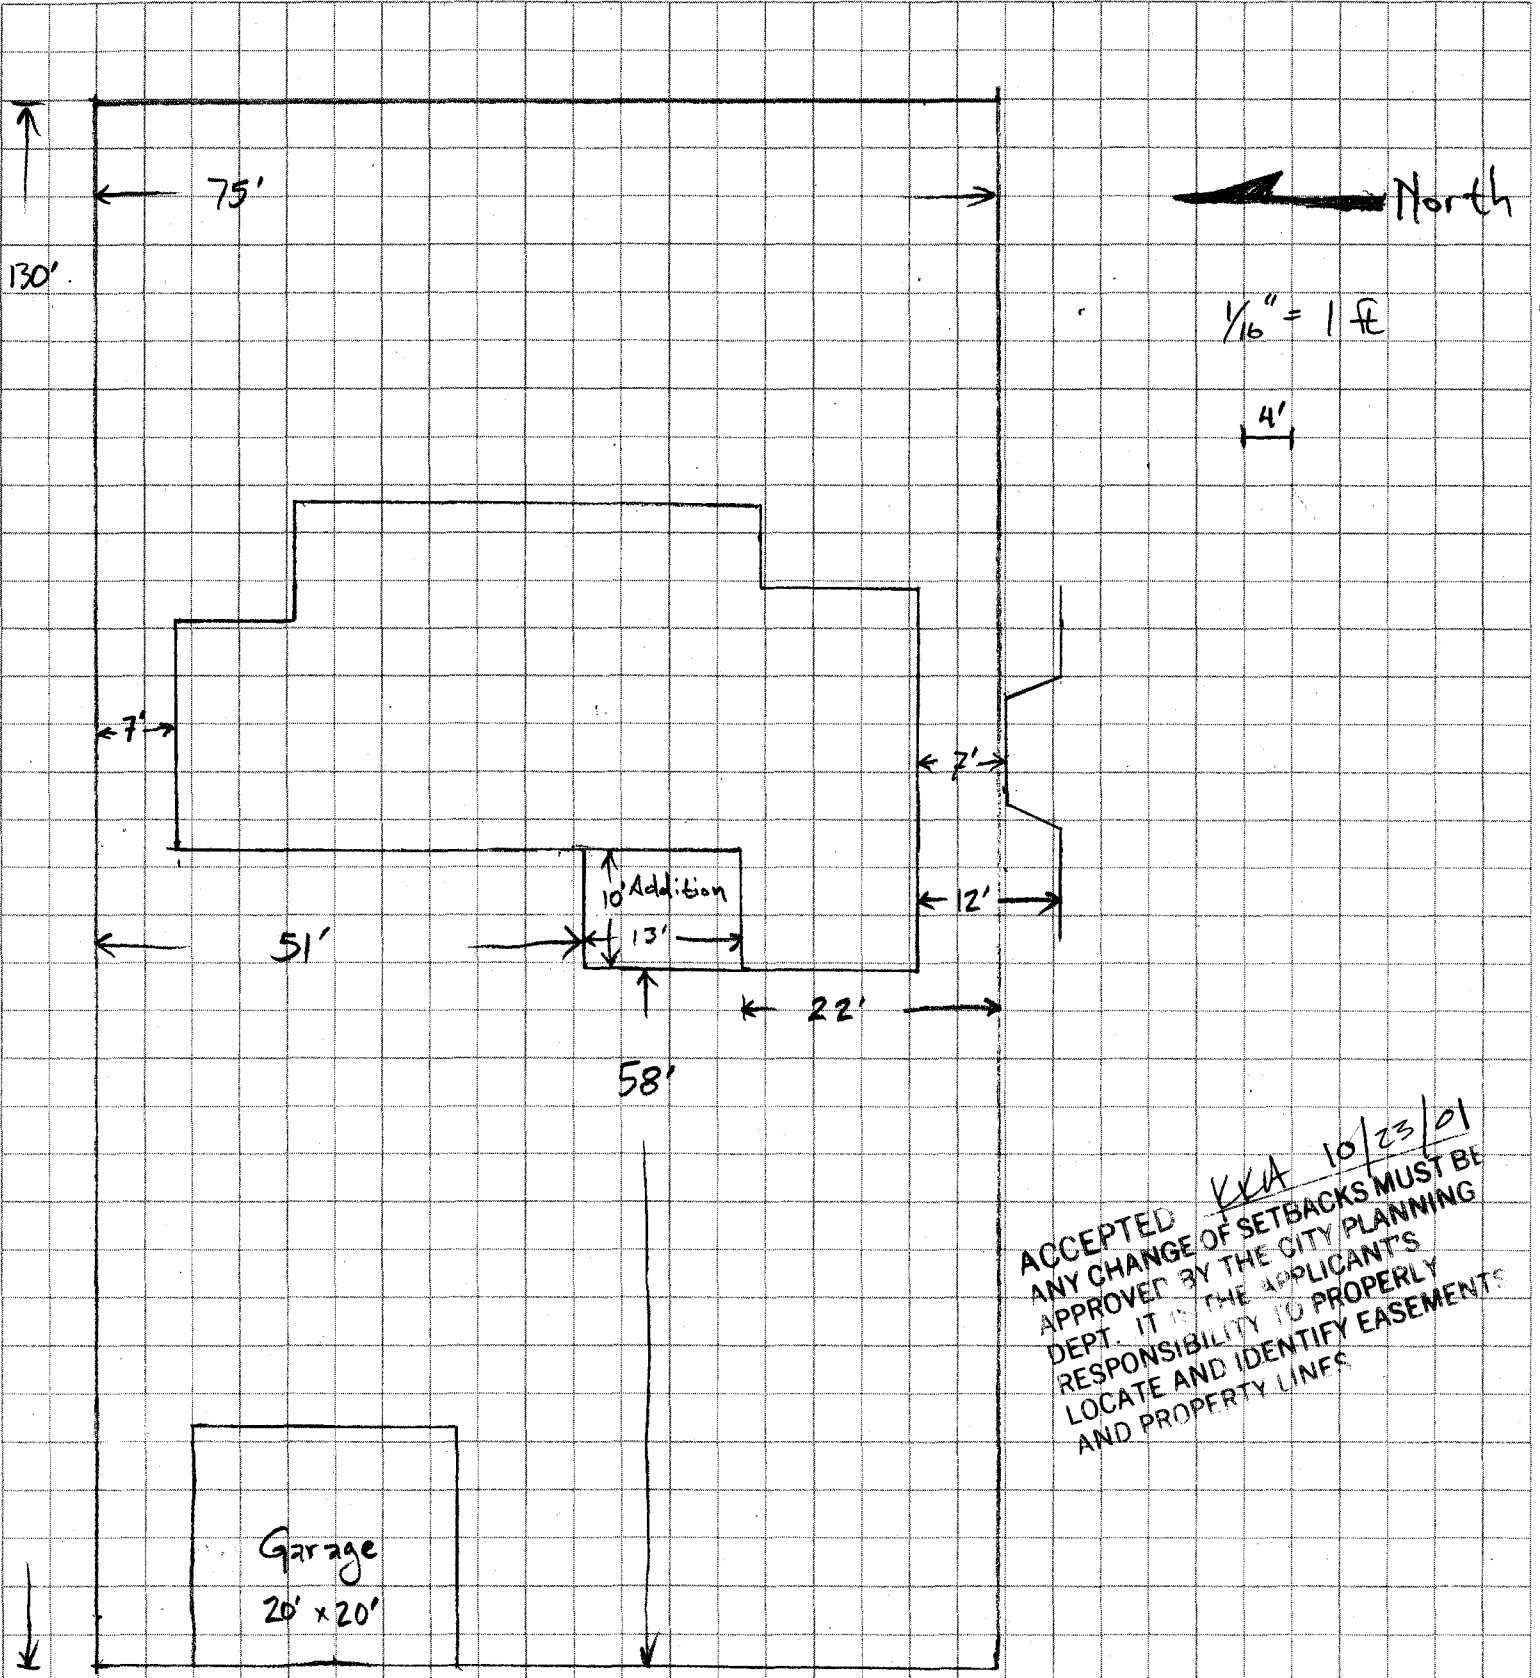 75'
North
130'
1/16" = 1 ft
4'
7'
7'
10' Addition
12'
13'
51'
22'
58'
10/23/01
ACCEPTED KKA
ANY CHANGE OF SETBACKS MUST BE
APPROVED BY THE CITY PLANNING
DEPT. IT IS THE APPLICANT'S
RESPONSIBILITY TO PROPERLY
LOCATE AND IDENTIFY EASEMENTS
AND PROPERTY LINES
Garage
20' x 20'